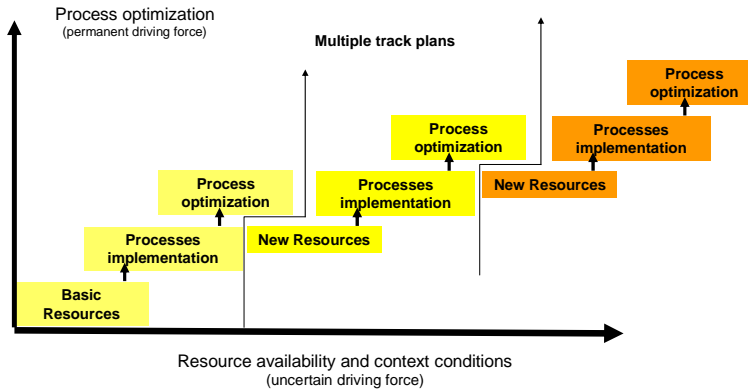 Process optimization
(permanent driving force)
Multiple track plans
Process
optimization
Processes
implementation
New Resources
Process
optimization
Processes
implementation
New Resources
Process
optimization
Processes
implementation
Basic
Resources
Resource availability and context conditions
(uncertain driving force)